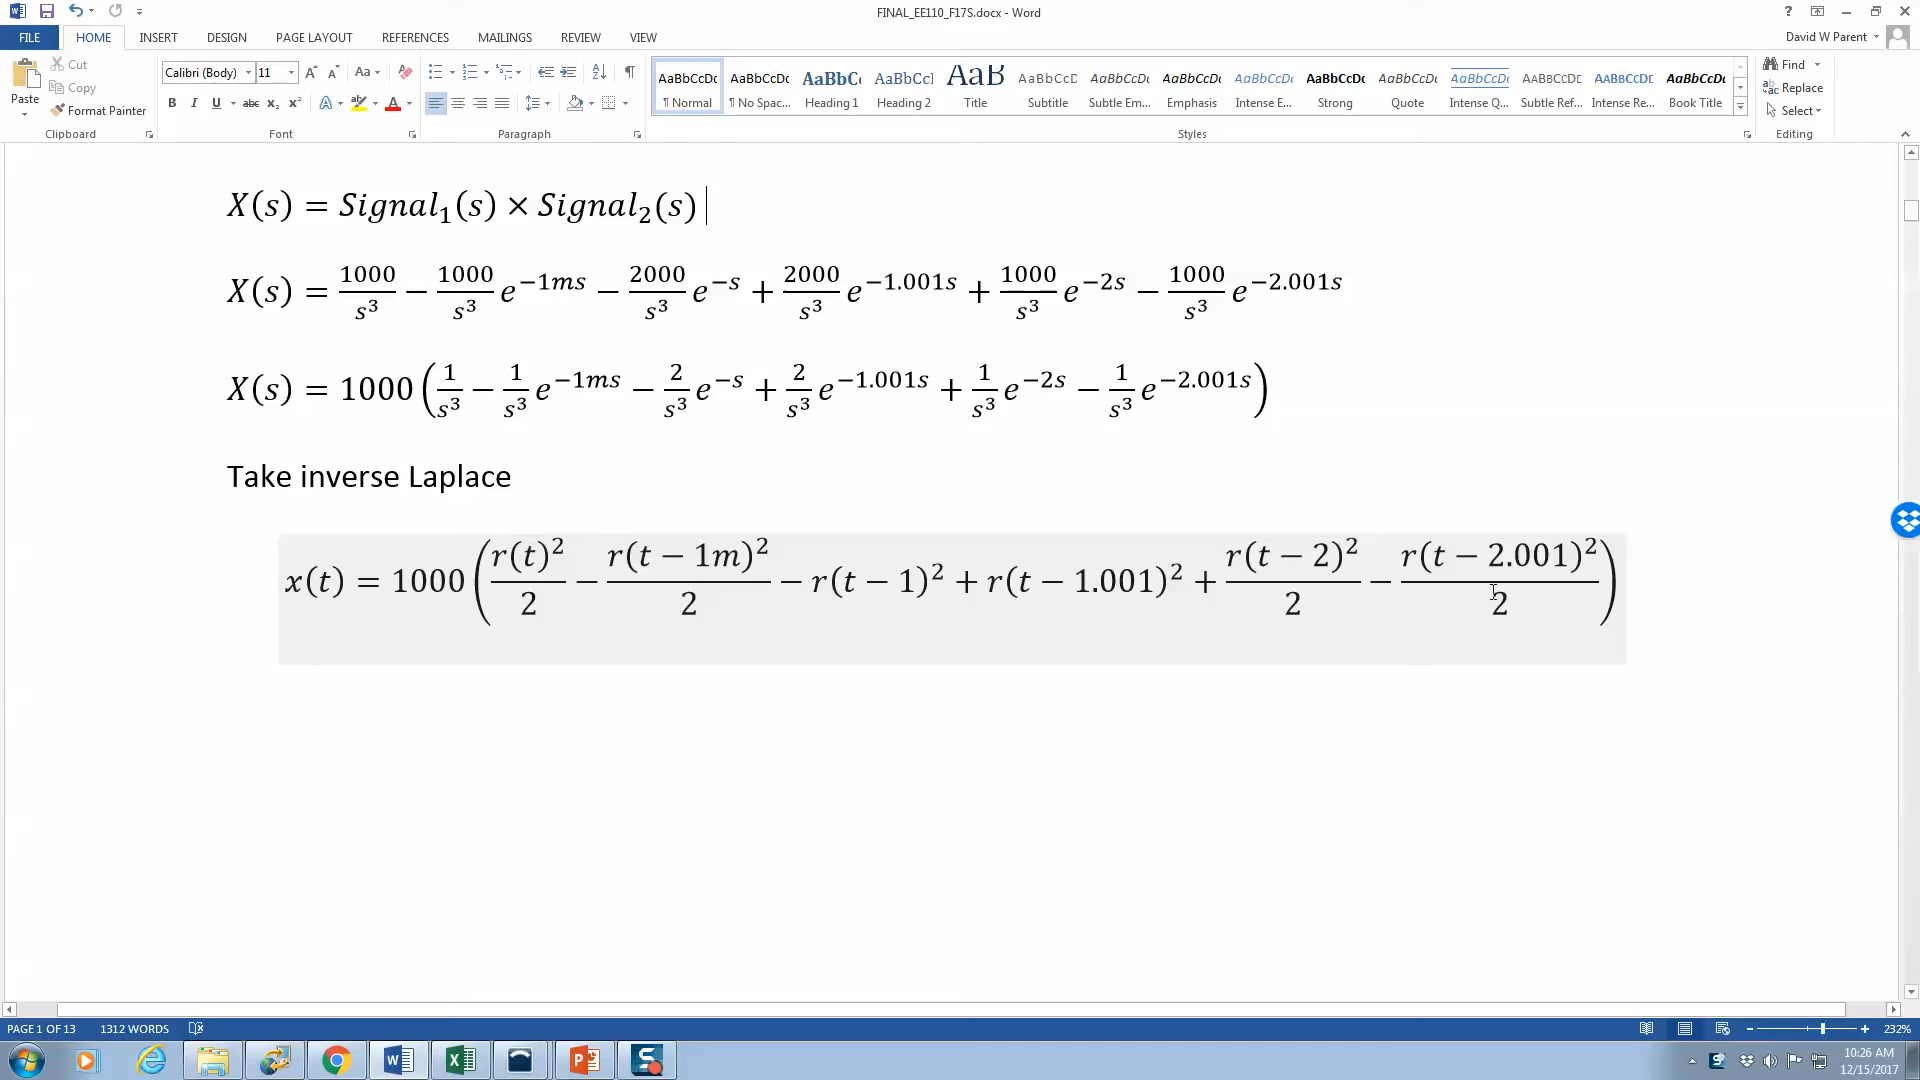 FINAL_EE110_F17S.docx - Word
FILE HOME INSERT DESIGN PAGE LAYOUT REFERENCES MAILINGS REVIEW VIEW David W Parent
Paste
Cut
Copy
Format Painter
Clipboard
Calibri (Body) 11
Font
Paragraph
AaBbCcDc AaBbCcDc AaBbC AaBbCcI AaB AaBbCcD AaBbCcDc AaBbCcDc AaBbCcDc AaBbCcDc AaBbCcDc AaBbCcDc AABBCCDE AABBCCDE AaBbCcDc
¶ Normal ¶ No Spac... Heading 1 Heading 2 Title Subtitle Subtle Em... Emphasis Intense E... Strong Quote Intense Q... Subtle Ref... Intense Re... Book Title
Styles
Find
Replace
Select
Editing
X(s) = Signal₁(s) × Signal₂(s)
X(s) = 1000/s³ − 1000/s³ e^−1ms − 2000/s³ e^−s + 2000/s³ e^−1.001s + 1000/s³ e^−2s − 1000/s³ e^−2.001s
X(s) = 1000 (1/s³ − 1/s³ e^−1ms − 2/s³ e^−s + 2/s³ e^−1.001s + 1/s³ e^−2s − 1/s³ e^−2.001s)
Take inverse Laplace
x(t) = 1000 (r(t)²/2 − r(t − 1m)²/2 − r(t − 1)² + r(t − 1.001)² + r(t − 2)²/2 − r(t − 2.001)²/2)
PAGE 1 OF 13 1312 WORDS 232%
10:26 AM
12/15/2017